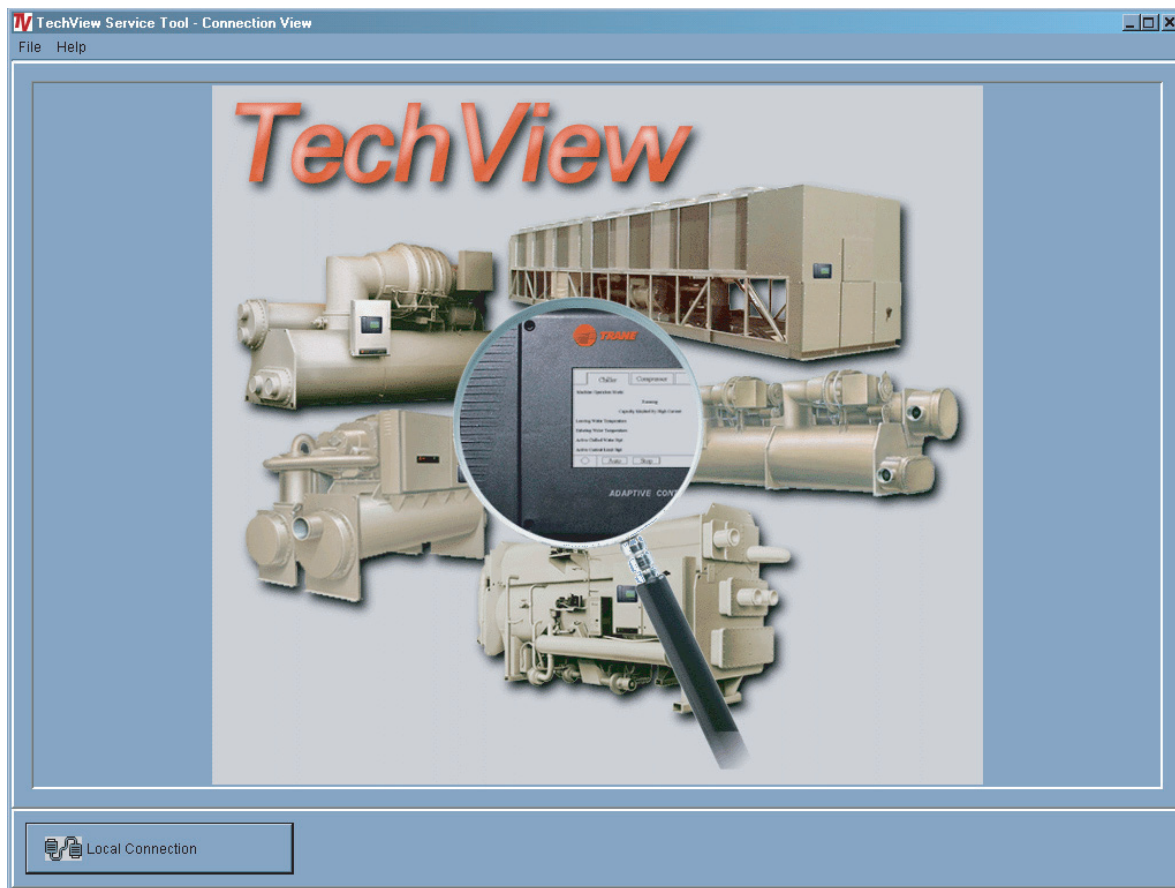 TechView Service Tool - Connection View
File Help
TechView
TRANE
Chiller Compressor
Machine Operation Mode
Running
Capacity Limited by High Current
Leaving Water Temperature
Entering Water Temperature
Active Chilled Water Stpt
Active Current Limit Stpt
Auto Stop
ADAPTIVE CONT
Local Connection